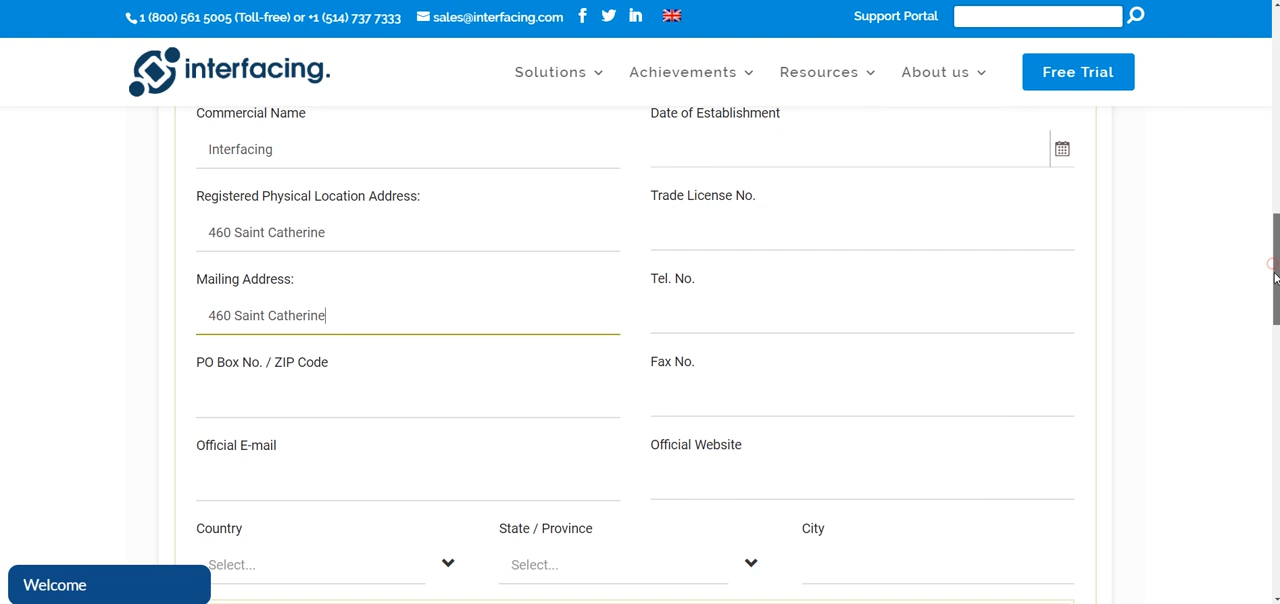 1 (800) 561 5005 (Toll-free) or +1 (514) 737 7333 sales@interfacing.com Support Portal
interfacing. Solutions Achievements Resources About us Free Trial
Commercial Name Date of Establishment
Interfacing
Registered Physical Location Address: Trade License No.
460 Saint Catherine
Mailing Address: Tel. No.
460 Saint Catherine
PO Box No. / ZIP Code Fax No.
Official E-mail Official Website
Country State / Province City
Select... Select...
Welcome